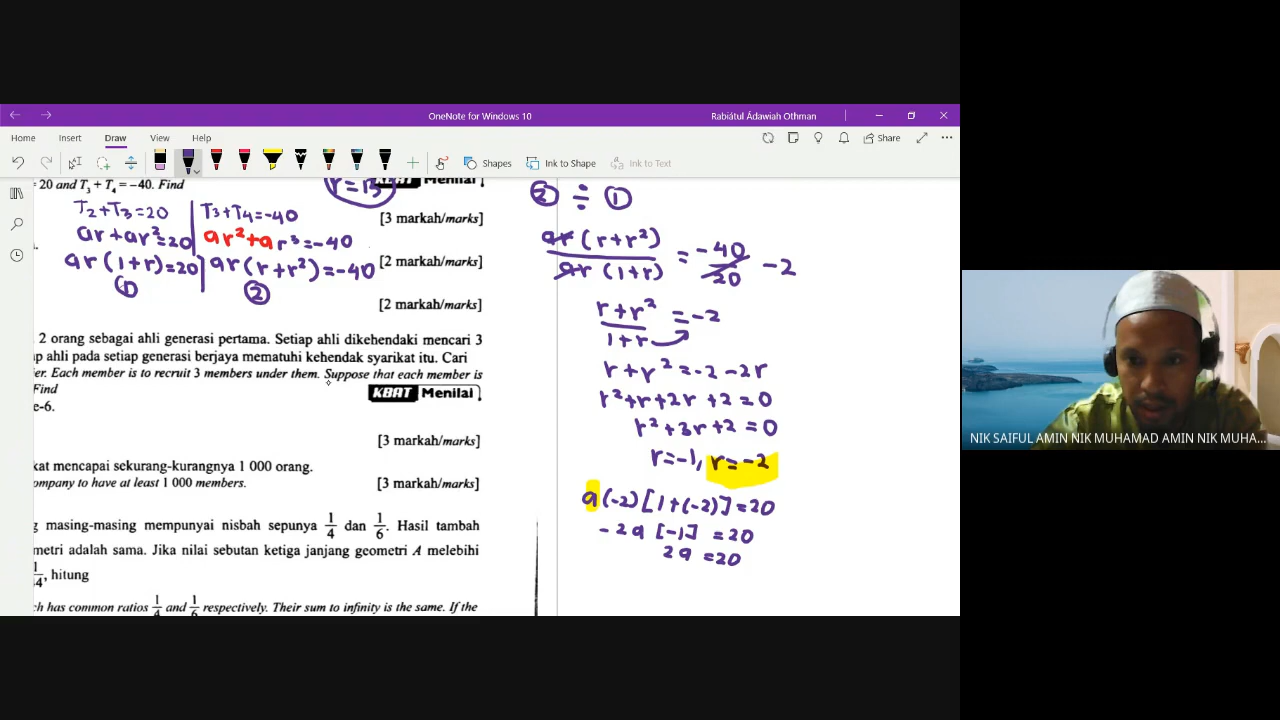 OneNote for Windows 10
Rabiátul Ádawiah Othman
Home Insert Draw View Help
Share
Shapes
Ink to Shape
Ink to Text
= 20 and T₃ + T₄ = −40. Find
r = 13
Menilai
T₂+T₃=20
ar+ar²=20
ar(1+r)=20
①
T₃+T₄=-40
ar²+ar³=-40
ar(r+r²)=-40
②
[3 markah/marks]
[2 markah/marks]
[2 markah/marks]
2 orang sebagai ahli generasi pertama. Setiap ahli dikehendaki mencari 3
ap ahli pada setiap generasi berjaya mematuhi kehendak syarikat itu. Cari
ier. Each member is to recruit 3 members under them. Suppose that each member is
Find
KBAT Menilai
e-6.
[3 markah/marks]
kat mencapai sekurang-kurangnya 1 000 orang.
ompany to have at least 1 000 members.
[3 markah/marks]
g masing-masing mempunyai nisbah sepunya 1/4 dan 1/6. Hasil tambah
metri adalah sama. Jika nilai sebutan ketiga janjang geometri A melebihi
, hitung
ch has common ratios 1/4 and 1/6 respectively. Their sum to infinity is the same. If the
② ÷ ①
ar(r+r²)/ar(1+r) = -40/20 -2
r+r²/1+r = -2
r+r²=-2-2r
r²+r+2r+2=0
r²+3r+2=0
r=-1, r=-2
a(-2)[1+(-2)]=20
-2a[-1]=20
2a=20
NIK SAIFUL AMIN NIK MUHAMAD AMIN NIK MUHA...